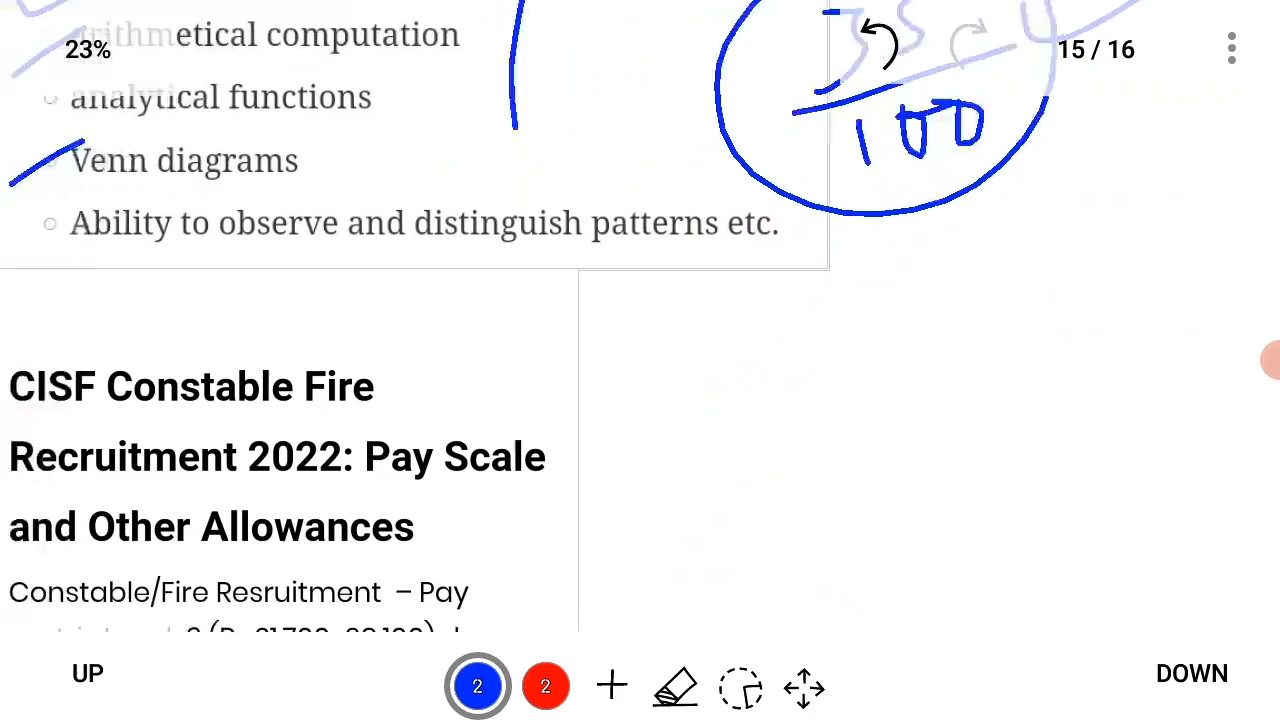 arithmetical computation
23%
15 / 16
analytical functions
100
Venn diagrams
Ability to observe and distinguish patterns etc.
CISF Constable Fire
Recruitment 2022: Pay Scale
and Other Allowances
Constable/Fire Resruitment – Pay
UP
2
2
DOWN